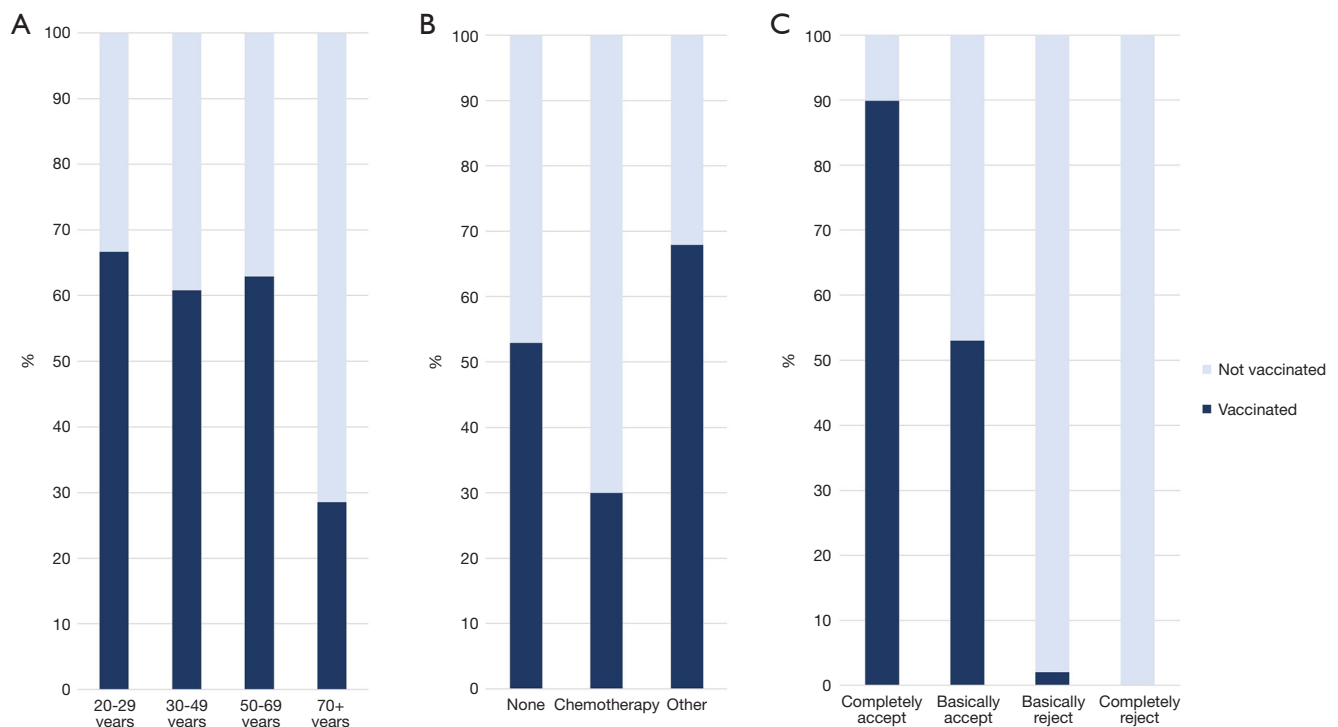 A
100
90
80
70
60
50
40
30
20
10
0
%
20-29 years
30-49 years
50-69 years
70+ years
B
100
90
80
70
60
50
40
30
20
10
0
%
None
Chemotherapy
Other
C
100
90
80
70
60
50
40
30
20
10
0
%
Completely accept
Basically accept
Basically reject
Completely reject
Not vaccinated
Vaccinated